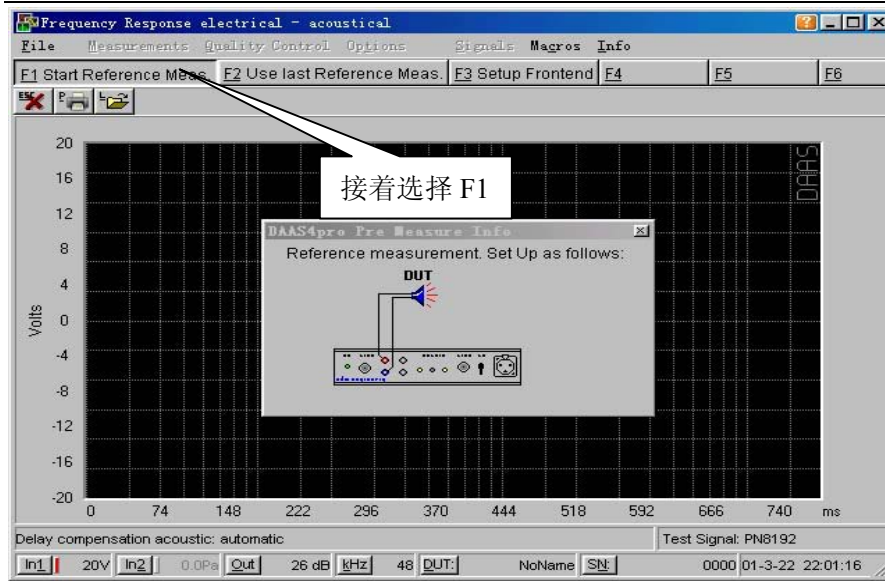 Frequency Response electrical - acoustical
File Measurements Quality Control Options Signals Macros Info
F1 Start Reference Meas. F2 Use last Reference Meas. F3 Setup Frontend F4 F5 F6
ESC P L
DAAS
接着选择 F1
DAAS4pro Pre Measure Info
Reference measurement. Set Up as follows:
DUT
Volts
20
16
12
8
4
0
-4
-8
-12
-16
-20
0 74 148 222 296 370 444 518 592 666 740 ms
Delay compensation acoustic: automatic Test Signal: PN8192
In1 20V In2 0.0Pa Out 26 dB kHz 48 DUT: NoName SN: 0000 01-3-22 22:01:16